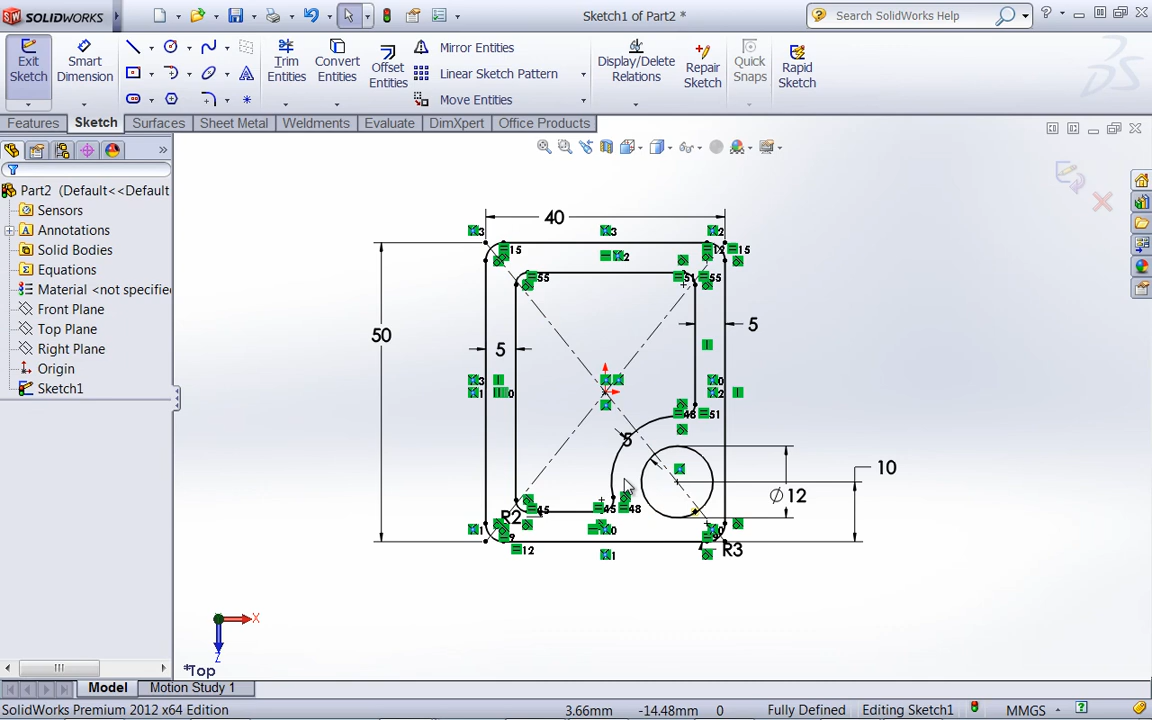 SOLIDWORKS
Sketch1 of Part2 *
Search SolidWorks Help
Exit Sketch
Smart Dimension
Trim Entities
Convert Entities
Offset Entities
Mirror Entities
Linear Sketch Pattern
Move Entities
Display/Delete Relations
Repair Sketch
Quick Snaps
Rapid Sketch
Features
Sketch
Surfaces
Sheet Metal
Weldments
Evaluate
DimXpert
Office Products
Part2 (Default<<Default
Sensors
Annotations
Solid Bodies
Equations
Material <not specifie
Front Plane
Top Plane
Right Plane
Origin
Sketch1
40
50
5
5
5
10
Ø12
R2
R3
X
Z
*Top
Model
Motion Study 1
SolidWorks Premium 2012 x64 Edition
3.66mm
-14.48mm
0
Fully Defined
Editing Sketch1
MMGS